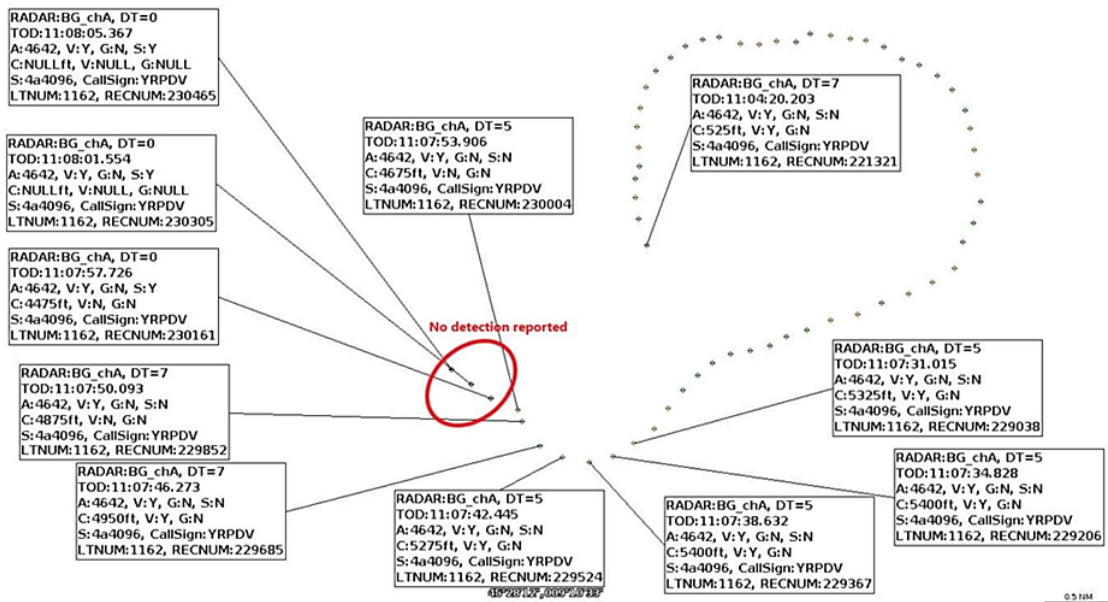 RADAR:BG_chA, DT=0
TOD:11:08:05.367
A:4642, V:Y, G:N, S:Y
C:NULLft, V:NULL, G:NULL
S:4a4096, CallSign:YRPDV
LTNUM:1162, RECNUM:230465
RADAR:BG_chA, DT=7
TOD:11:04:20.203
A:4642, V:Y, G:N, S:N
C:525ft, V:Y, G:N
S:4a4096, CallSign:YRPDV
LTNUM:1162, RECNUM:221321
RADAR:BG_chA, DT=5
TOD:11:07:53.906
A:4642, V:Y, G:N, S:N
C:4675ft, V:N, G:N
S:4a4096, CallSign:YRPDV
LTNUM:1162, RECNUM:230004
RADAR:BG_chA, DT=0
TOD:11:08:01.554
A:4642, V:Y, G:N, S:Y
C:NULLft, V:NULL, G:NULL
S:4a4096, CallSign:YRPDV
LTNUM:1162, RECNUM:230305
RADAR:BG_chA, DT=0
TOD:11:07:57.726
A:4642, V:Y, G:N, S:Y
C:4475ft, V:N, G:N
S:4a4096, CallSign:YRPDV
LTNUM:1162, RECNUM:230161
No detection reported
RADAR:BG_chA, DT=5
TOD:11:07:31.015
A:4642, V:Y, G:N, S:N
C:5325ft, V:Y, G:N
S:4a4096, CallSign:YRPDV
LTNUM:1162, RECNUM:229038
RADAR:BG_chA, DT=7
TOD:11:07:50.093
A:4642, V:Y, G:N, S:N
C:4875ft, V:N, G:N
S:4a4096, CallSign:YRPDV
LTNUM:1162, RECNUM:229852
RADAR:BG_chA, DT=5
TOD:11:07:34.828
A:4642, V:Y, G:N, S:N
C:5400ft, V:Y, G:N
S:4a4096, CallSign:YRPDV
LTNUM:1162, RECNUM:229206
RADAR:BG_chA, DT=7
TOD:11:07:46.273
A:4642, V:Y, G:N, S:N
C:4950ft, V:Y, G:N
S:4a4096, CallSign:YRPDV
LTNUM:1162, RECNUM:229685
RADAR:BG_chA, DT=5
TOD:11:07:42.445
A:4642, V:Y, G:N, S:N
C:5275ft, V:Y, G:N
S:4a4096, CallSign:YRPDV
LTNUM:1162, RECNUM:229524
RADAR:BG_chA, DT=5
TOD:11:07:38.632
A:4642, V:Y, G:N, S:N
C:5400ft, V:Y, G:N
S:4a4096, CallSign:YRPDV
LTNUM:1162, RECNUM:229367
0.5 NM